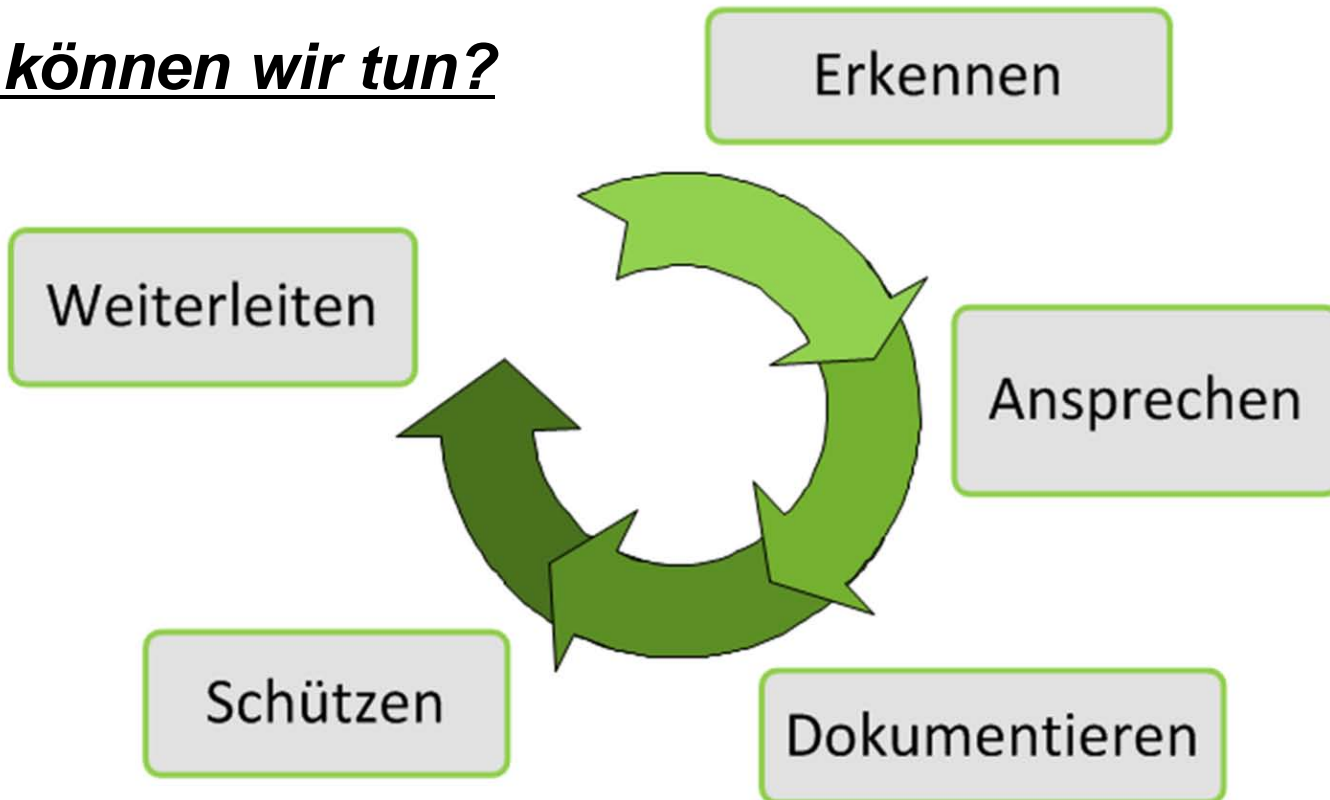 können wir tun?
Erkennen
Ansprechen
Dokumentieren
Schützen
Weiterleiten